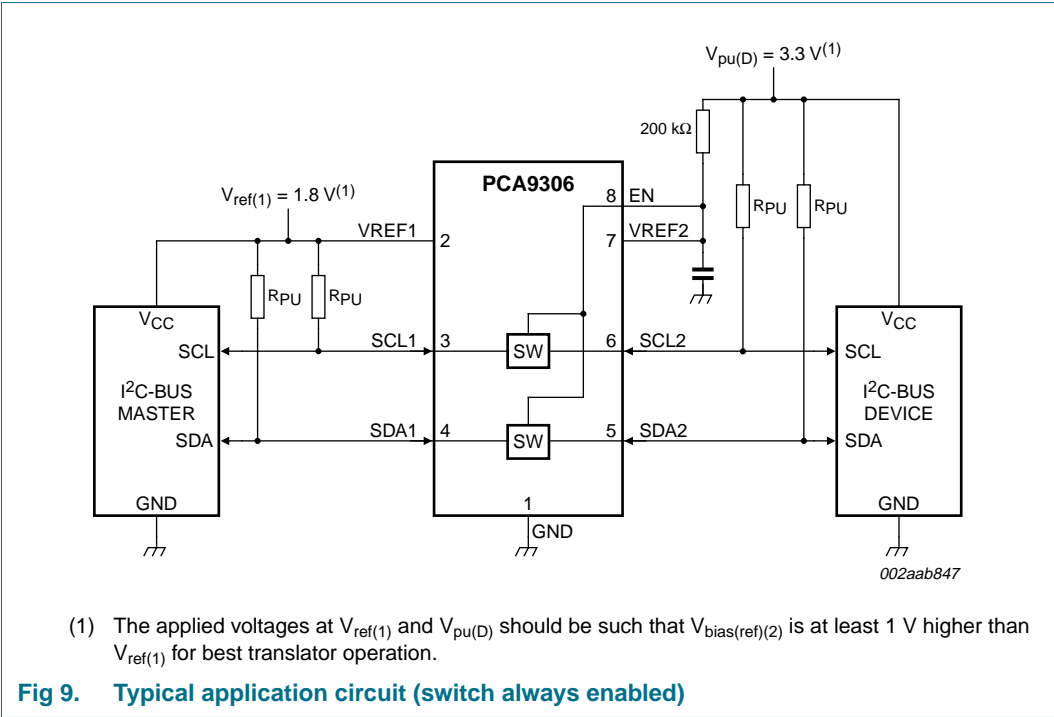 Vpu(D) = 3.3 V(1)
200 kΩ
PCA9306
8 EN
RPU
RPU
Vref(1) = 1.8 V(1)
VREF1
2
7
VREF2
RPU
RPU
VCC
VCC
SCL
SCL1
3
SW
6
SCL2
SCL
I2C-BUS
MASTER
I2C-BUS
DEVICE
SDA
SDA1
4
SW
5
SDA2
SDA
GND
1
GND
GND
002aab847
(1) The applied voltages at Vref(1) and Vpu(D) should be such that Vbias(ref)(2) is at least 1 V higher than
Vref(1) for best translator operation.
Fig 9. Typical application circuit (switch always enabled)